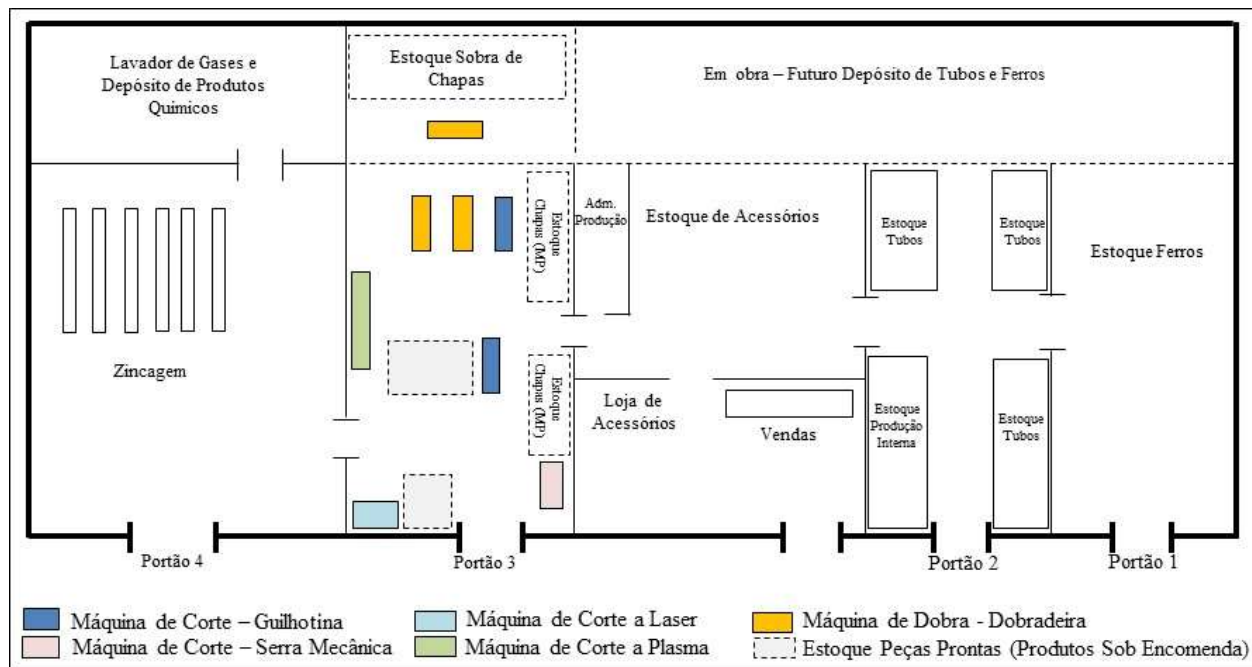 Lavador de Gases e
Depósito de Produtos
Químicos
Estoque Sobra de
Chapas
Em obra – Futuro Depósito de Tubos e Ferros
Estoque
Chapas (MP)
Adm.
Produção
Estoque de Acessórios
Estoque
Tubos
Estoque
Tubos
Estoque Ferros
Zincagem
Estoque
Chapas (MP)
Loja de
Acessórios
Vendas
Estoque
Produção
Interna
Estoque
Tubos
Portão 4
Portão 3
Portão 2
Portão 1
Máquina de Corte – Guilhotina
Máquina de Corte a Laser
Máquina de Dobra - Dobradeira
Máquina de Corte – Serra Mecânica
Máquina de Corte a Plasma
Estoque Peças Prontas (Produtos Sob Encomenda)